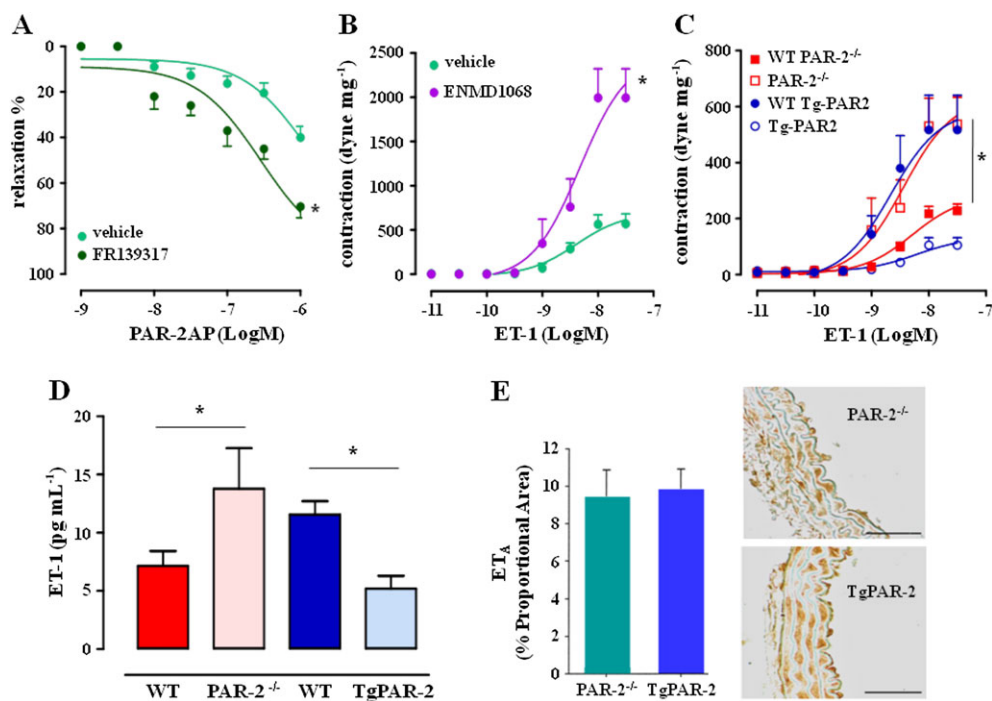 A
0
20
40
60
80
100
relaxation %
vehicle
FR139317
*
-9
-8
-7
-6
PAR-2AP (LogM)
B
2500
2000
1500
1000
500
0
contraction (dyne mg⁻¹)
vehicle
ENMD1068
*
-11
-10
-9
-8
-7
ET-1 (LogM)
C
800
600
400
200
0
contraction (dyne mg⁻¹)
WT PAR-2⁻/⁻
PAR-2⁻/⁻
WT Tg-PAR2
Tg-PAR2
*
-11
-10
-9
-8
-7
ET-1 (LogM)
D
20
15
10
5
0
ET-1 (pg mL⁻¹)
*
*
WT
PAR-2⁻/⁻
WT
TgPAR-2
E
12
10
8
6
4
2
0
ET_A
(% Proportional Area)
PAR-2⁻/⁻
TgPAR-2
PAR-2⁻/⁻
TgPAR-2